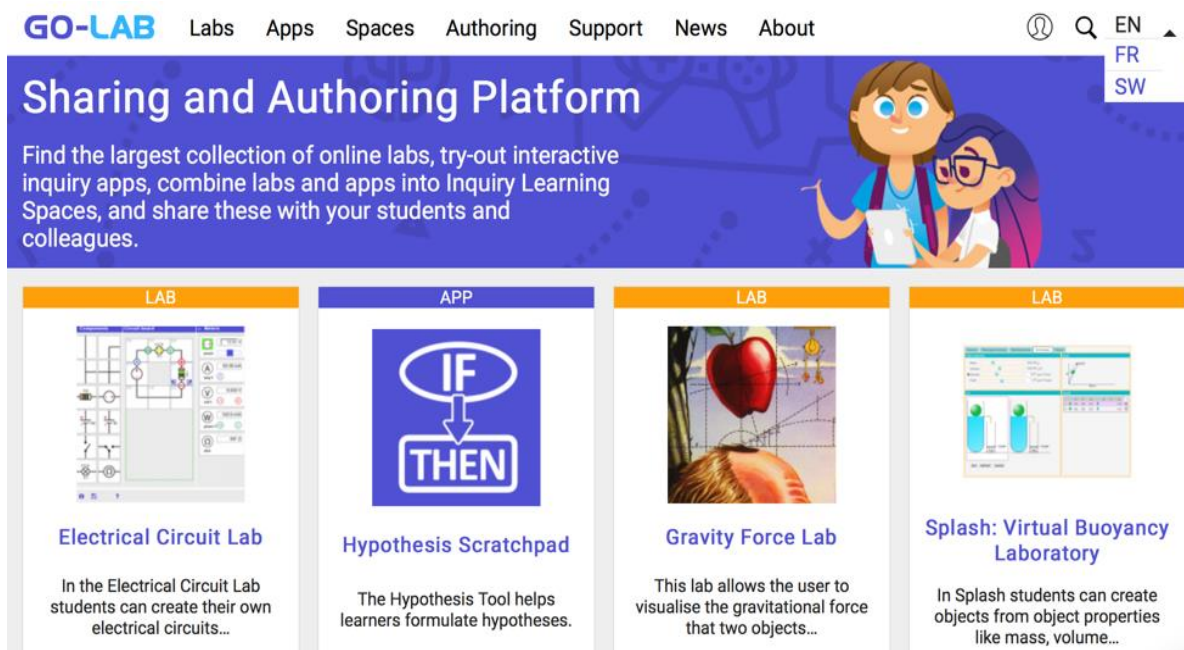 GO-LAB Labs Apps Spaces Authoring Support News About EN
FR
SW
Sharing and Authoring Platform
Find the largest collection of online labs, try-out interactive
inquiry apps, combine labs and apps into Inquiry Learning
Spaces, and share these with your students and
colleagues.
LAB
Electrical Circuit Lab
In the Electrical Circuit Lab
students can create their own
electrical circuits...
APP
IF
THEN
Hypothesis Scratchpad
The Hypothesis Tool helps
learners formulate hypotheses.
LAB
Gravity Force Lab
This lab allows the user to
visualise the gravitational force
that two objects...
LAB
Splash: Virtual Buoyancy
Laboratory
In Splash students can create
objects from object properties
like mass, volume...